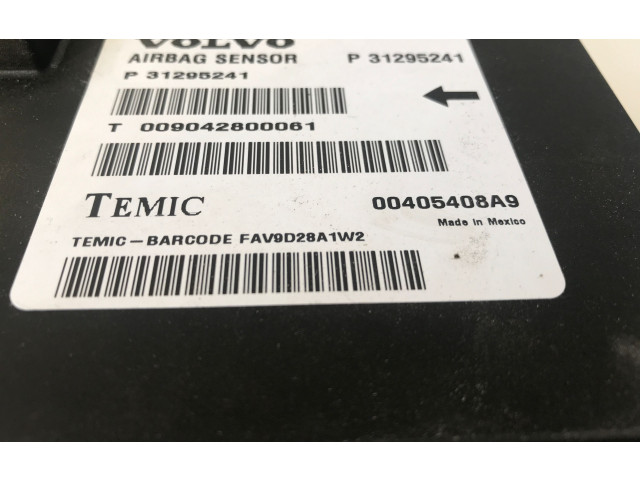 VOLVO
AIRBAG SENSOR P 31295241
P 31295241
T 009042800061
TEMIC 00405408A9
Made in Mexico
TEMIC-BARCODE FAV9D28A1W2